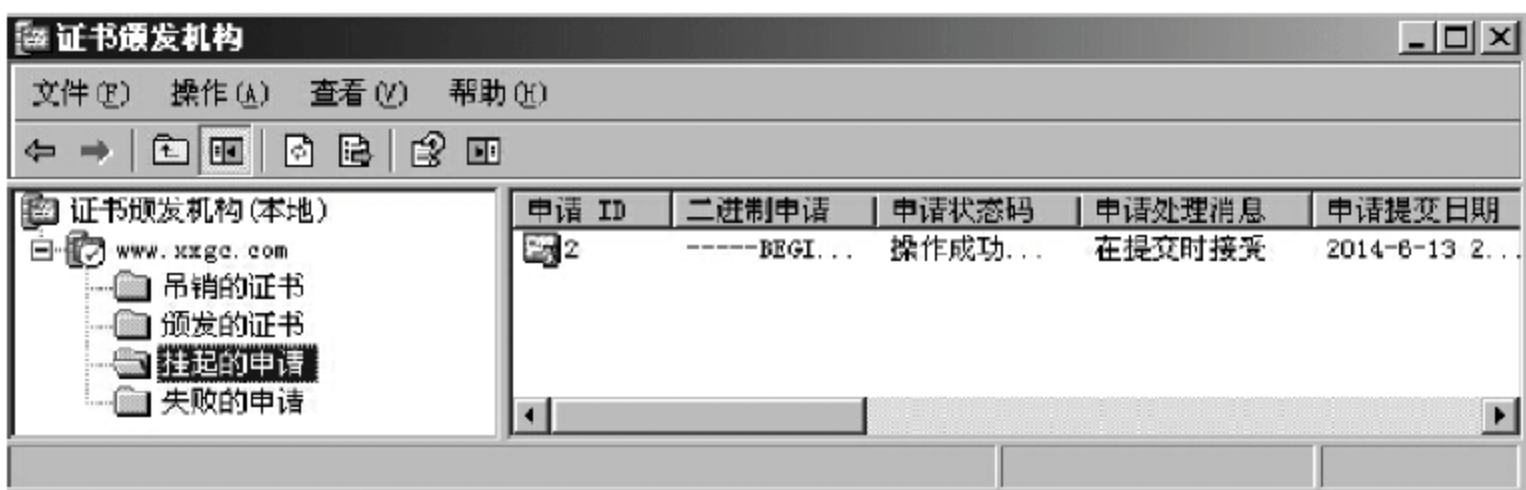 证书颁发机构
文件(F) 操作(A) 查看(V) 帮助(H)
证书颁发机构(本地)
www.xxgc.com
吊销的证书
颁发的证书
挂起的申请
失败的申请
申请 ID 二进制申请 申请状态码 申请处理消息 申请提交日期
2 -----BEGI... 操作成功... 在提交时接受 2014-6-13 2...